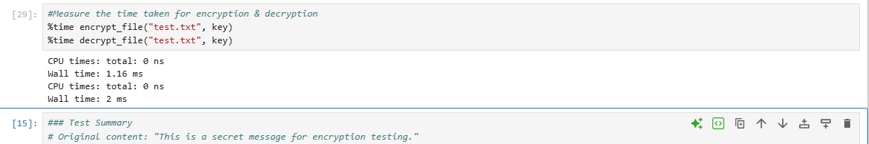 [29]: #Measure the time taken for encryption & decryption
%time encrypt_file("test.txt", key)
%time decrypt_file("test.txt", key)
CPU times: total: 0 ns
Wall time: 1.16 ms
CPU times: total: 0 ns
Wall time: 2 ms
[15]: ### Test Summary
# Original content: "This is a secret message for encryption testing."